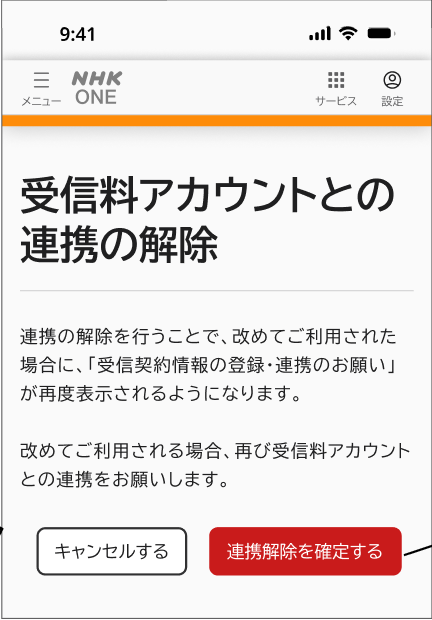 9:41
メニュー
NHK
ONE
サービス
設定
受信料アカウントとの
連携の解除
連携の解除を行うことで、改めてご利用された
場合に、「受信契約情報の登録・連携のお願い」
が再度表示されるようになります。
改めてご利用される場合、再び受信料アカウント
との連携をお願いします。
キャンセルする
連携解除を確定する